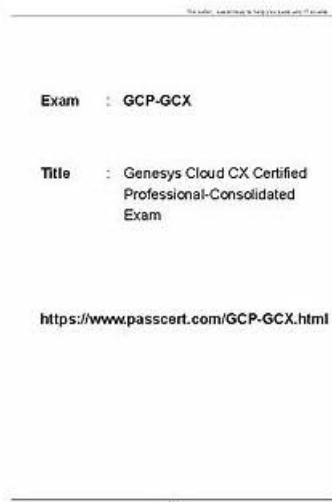 Exam : GCP-GCX
Title : Genesys Cloud CX Certified
Professional-Consolidated
Exam
https://www.passcert.com/GCP-GCX.html